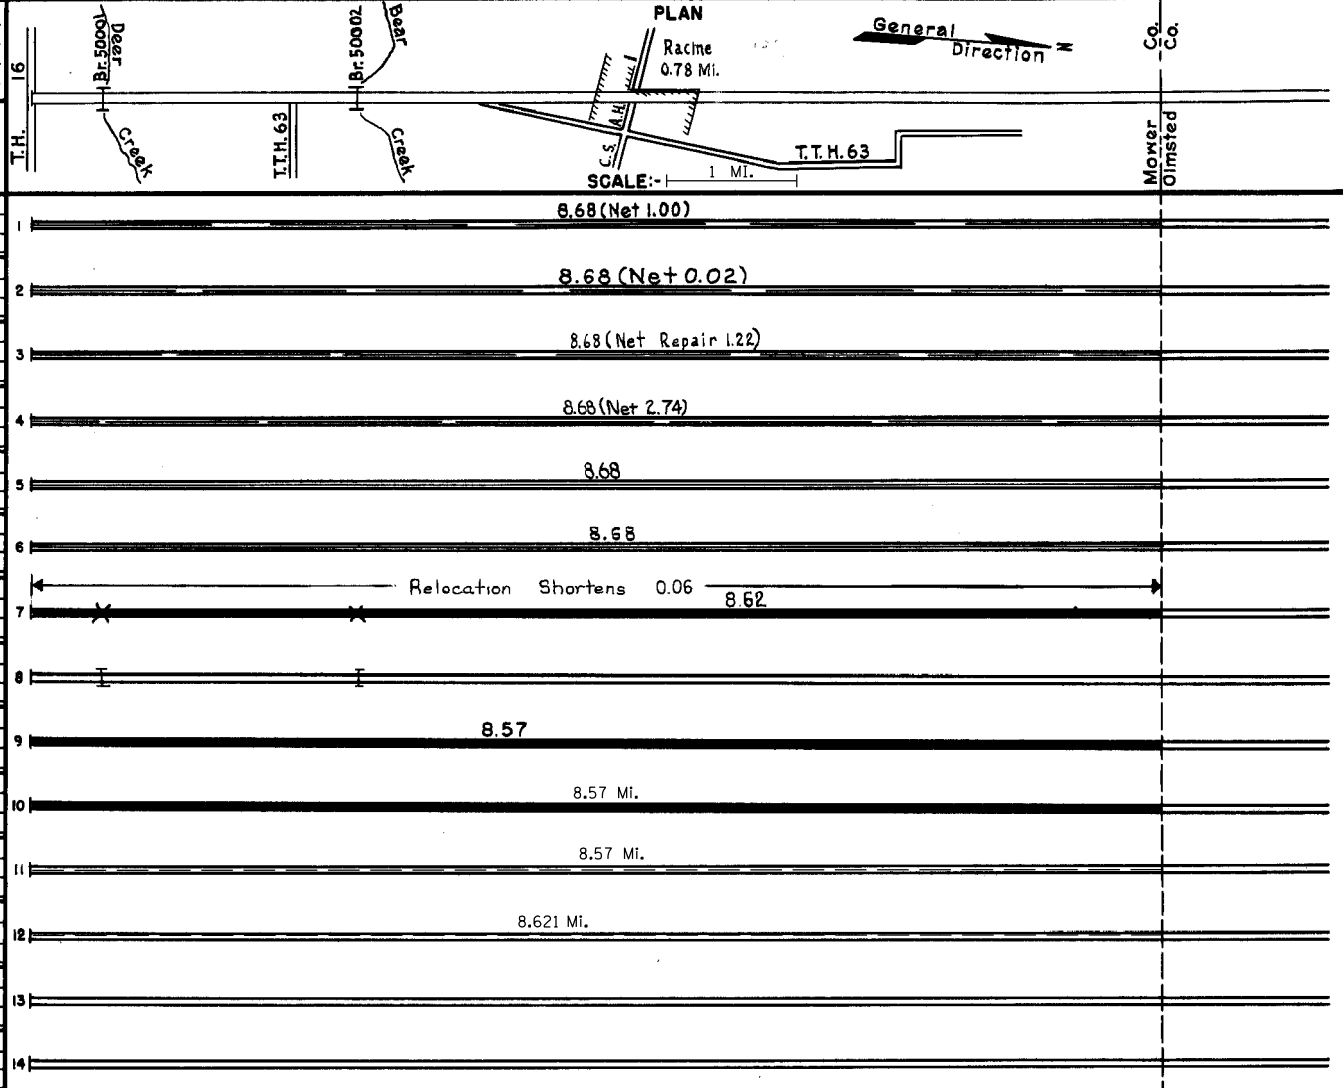 PLAN
T.H. 16
Br. 50001
Deer
Creek
T.T.H. 63
Br. 50002
Bear
Creek
Racine
0.78 Mi.
C.S.A.H. 1
General
Direction
N
T.T.H. 63
SCALE:- 1 MI.
Mower Co.
Olmsted Co.
1 8.68 (Net 1.00)
2 8.68 (Net 0.02)
3 8.68 (Net Repair 1.22)
4 8.68 (Net 2.74)
5 8.68
6 8.68
Relocation Shortens 0.06
7 8.62
8
9 8.57
10 8.57 Mi.
11 8.57 Mi.
12 8.621 Mi.
13
14